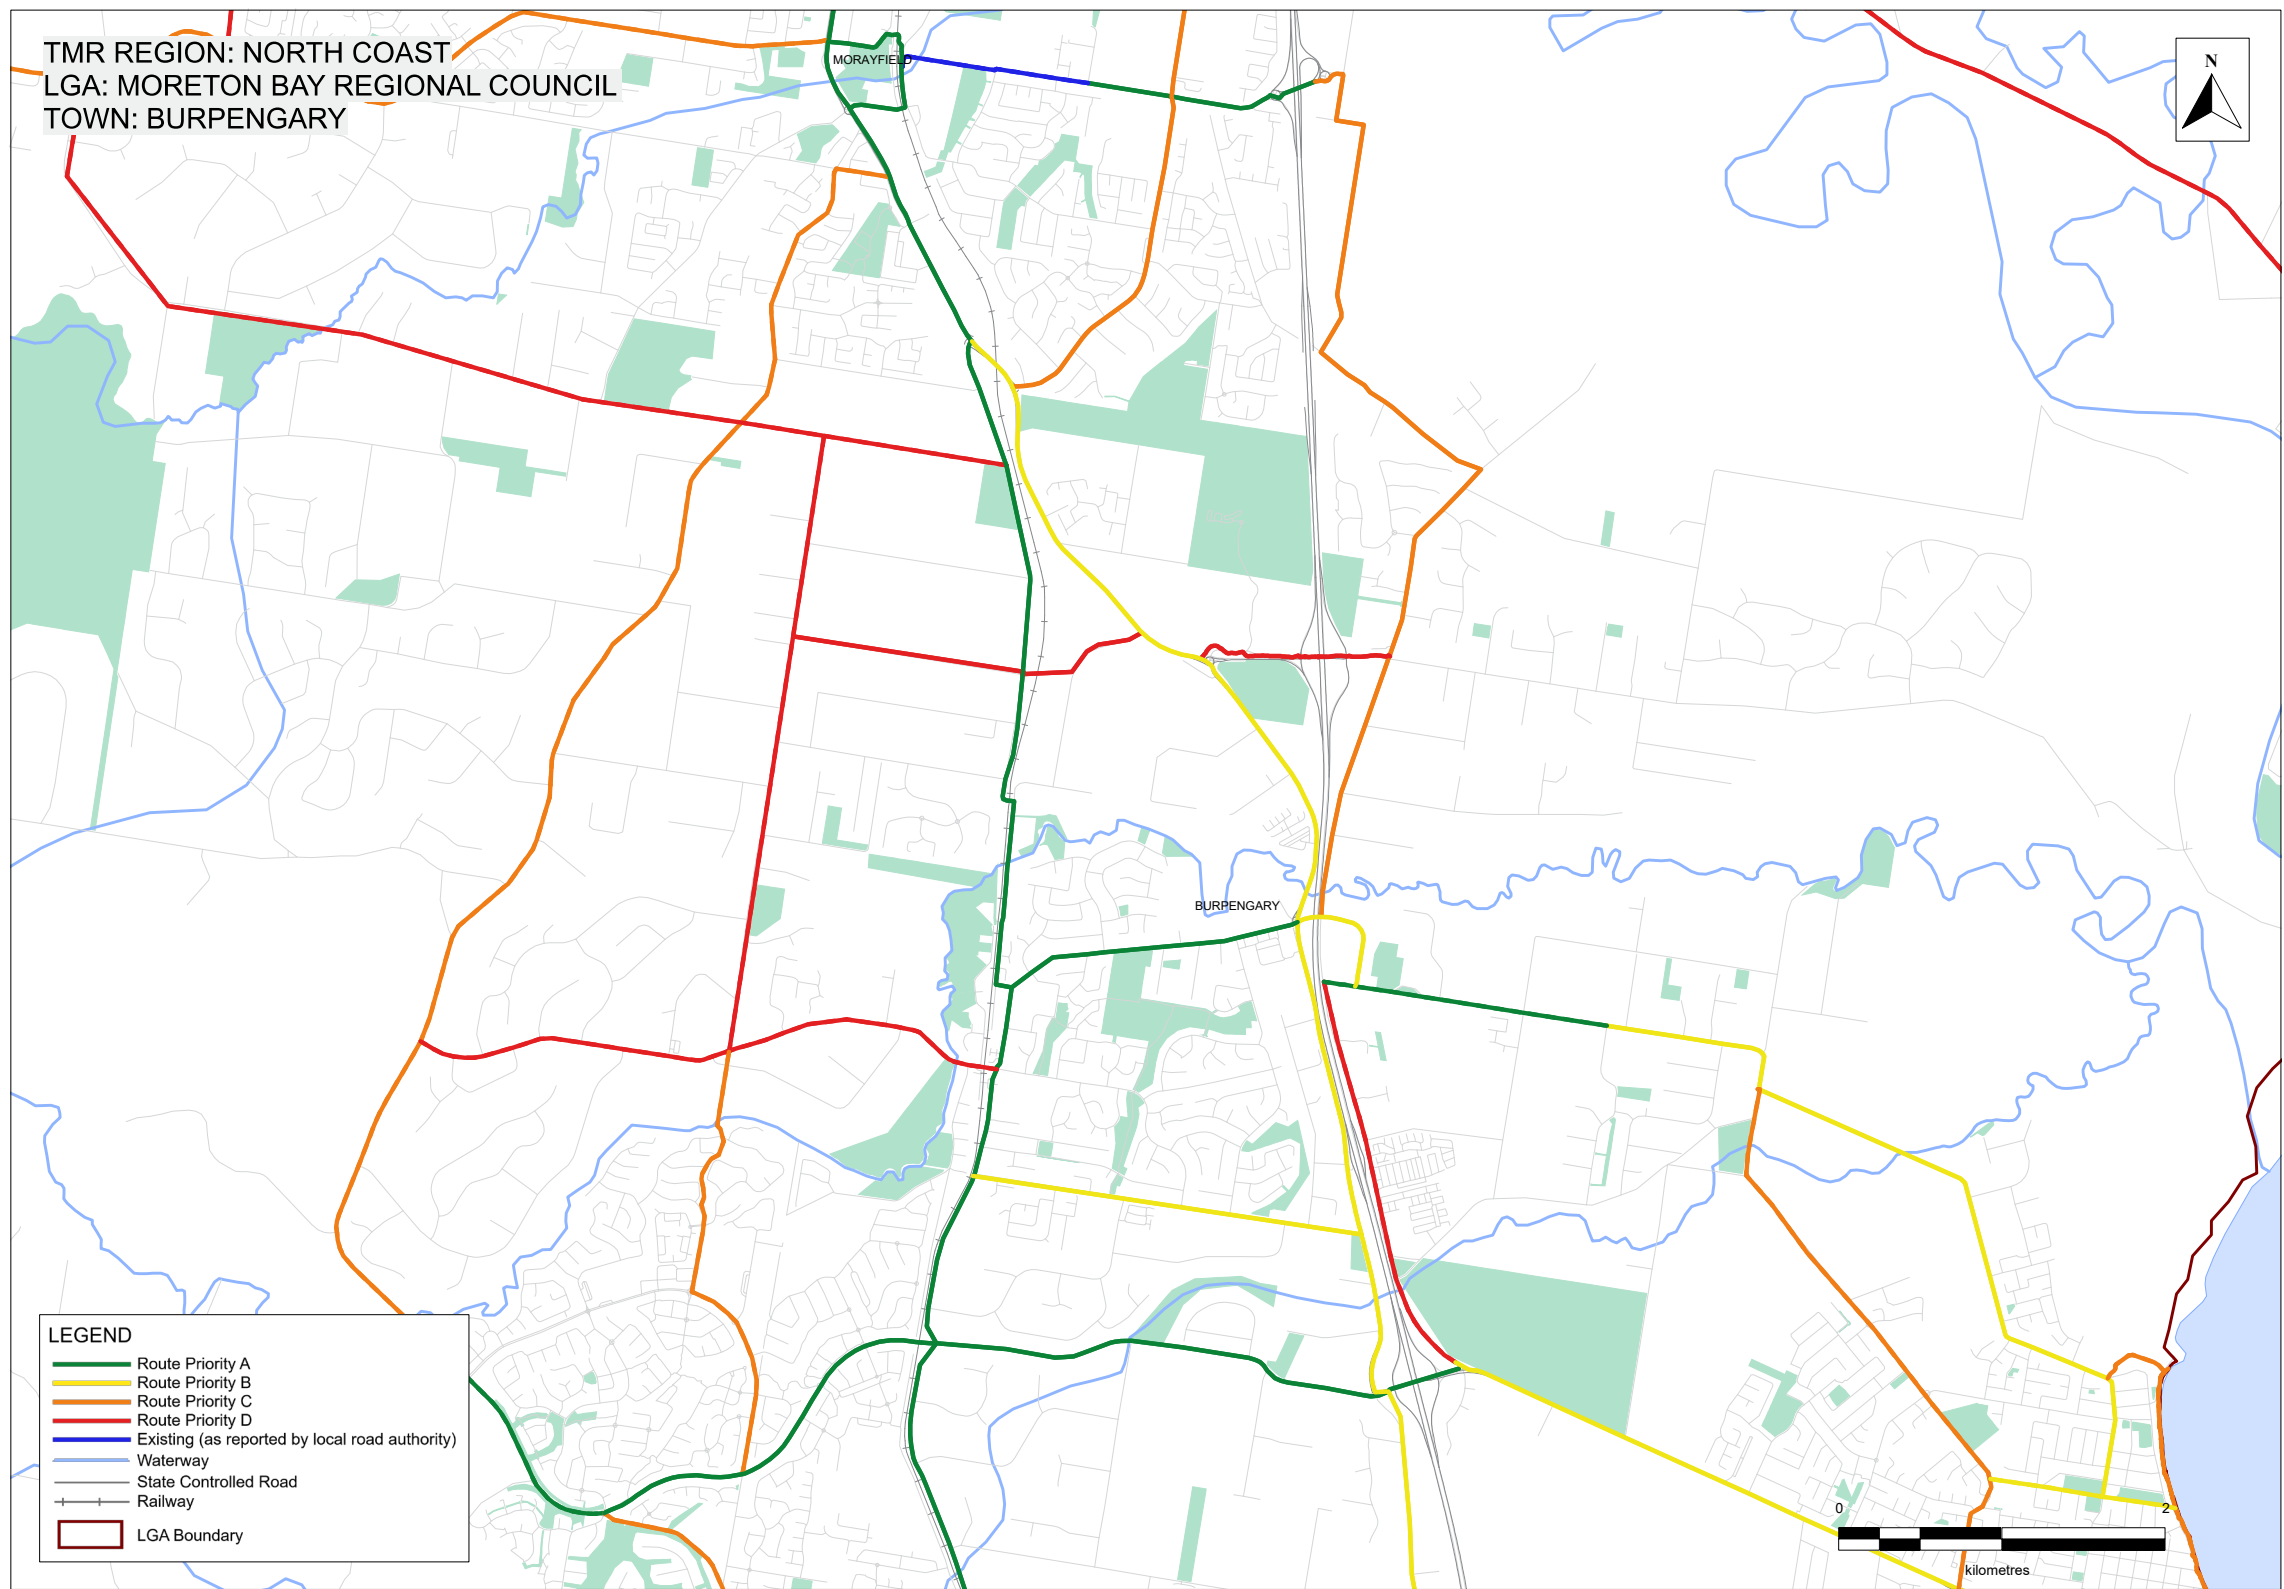 TMR REGION: NORTH COAST
LGA: MORETON BAY REGIONAL COUNCIL
TOWN: BURPENGARY
N
MORAYFIELD
BURPENGARY
LEGEND
Route Priority A
Route Priority B
Route Priority C
Route Priority D
Existing (as reported by local road authority)
Waterway
State Controlled Road
Railway
LGA Boundary
0 2
kilometres